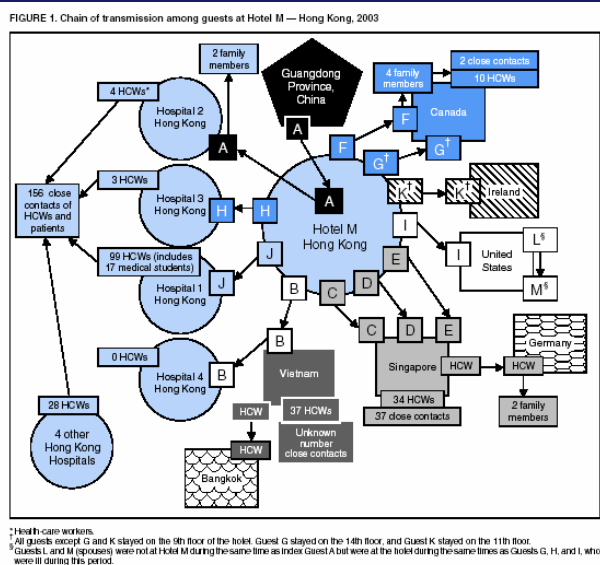 FIGURE 1. Chain of transmission among guests at Hotel M — Hong Kong, 2003
2 family
members
Guangdong
Province,
China
A
4 HCWs*
Hospital 2
Hong Kong
A
4 family
members
2 close contacts
10 HCWs
F
Canada
F
G†
G†
156 close
contacts of
HCWs and
patients
3 HCWs
Hospital 3
Hong Kong
H
H
A
Hotel M
Hong Kong
K†
K†
Ireland
I
I
United
States
L§
M§
99 HCWs (includes
17 medical students)
Hospital 1
Hong Kong
J
J
B
C
D
E
0 HCWs
Hospital 4
Hong Kong
B
B
Vietnam
HCW
37 HCWs
Unknown
number
close contacts
HCW
Bangkok
C
D
E
Singapore
HCW
34 HCWs
37 close contacts
Germany
HCW
2 family
members
28 HCWs
4 other
Hong Kong
Hospitals
* Health-care workers.
† All guests except G and K stayed on the 9th floor of the hotel. Guest G stayed on the 14th floor, and Guest K stayed on the 11th floor.
§ Guests L and M (spouses) were not at Hotel M during the same time as index Guest A but were at the hotel during the same times as Guests G, H, and I, who
were ill during this period.